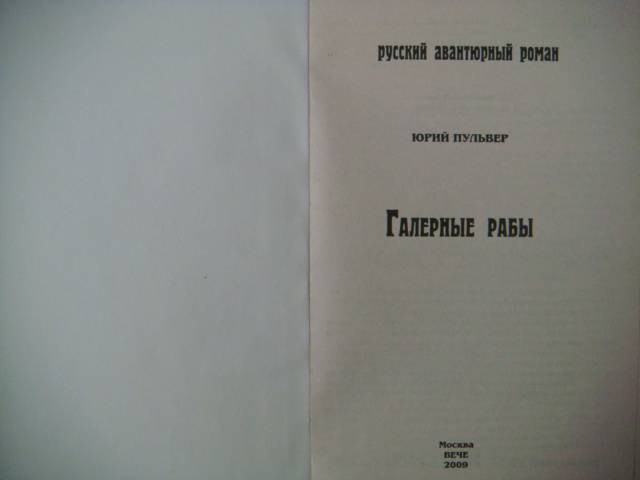 русский авантюрный роман
ЮРИЙ ПУЛЬВЕР
ГАЛЕРНЫЕ РАБЫ
Москва
ВЕЧЕ
2009